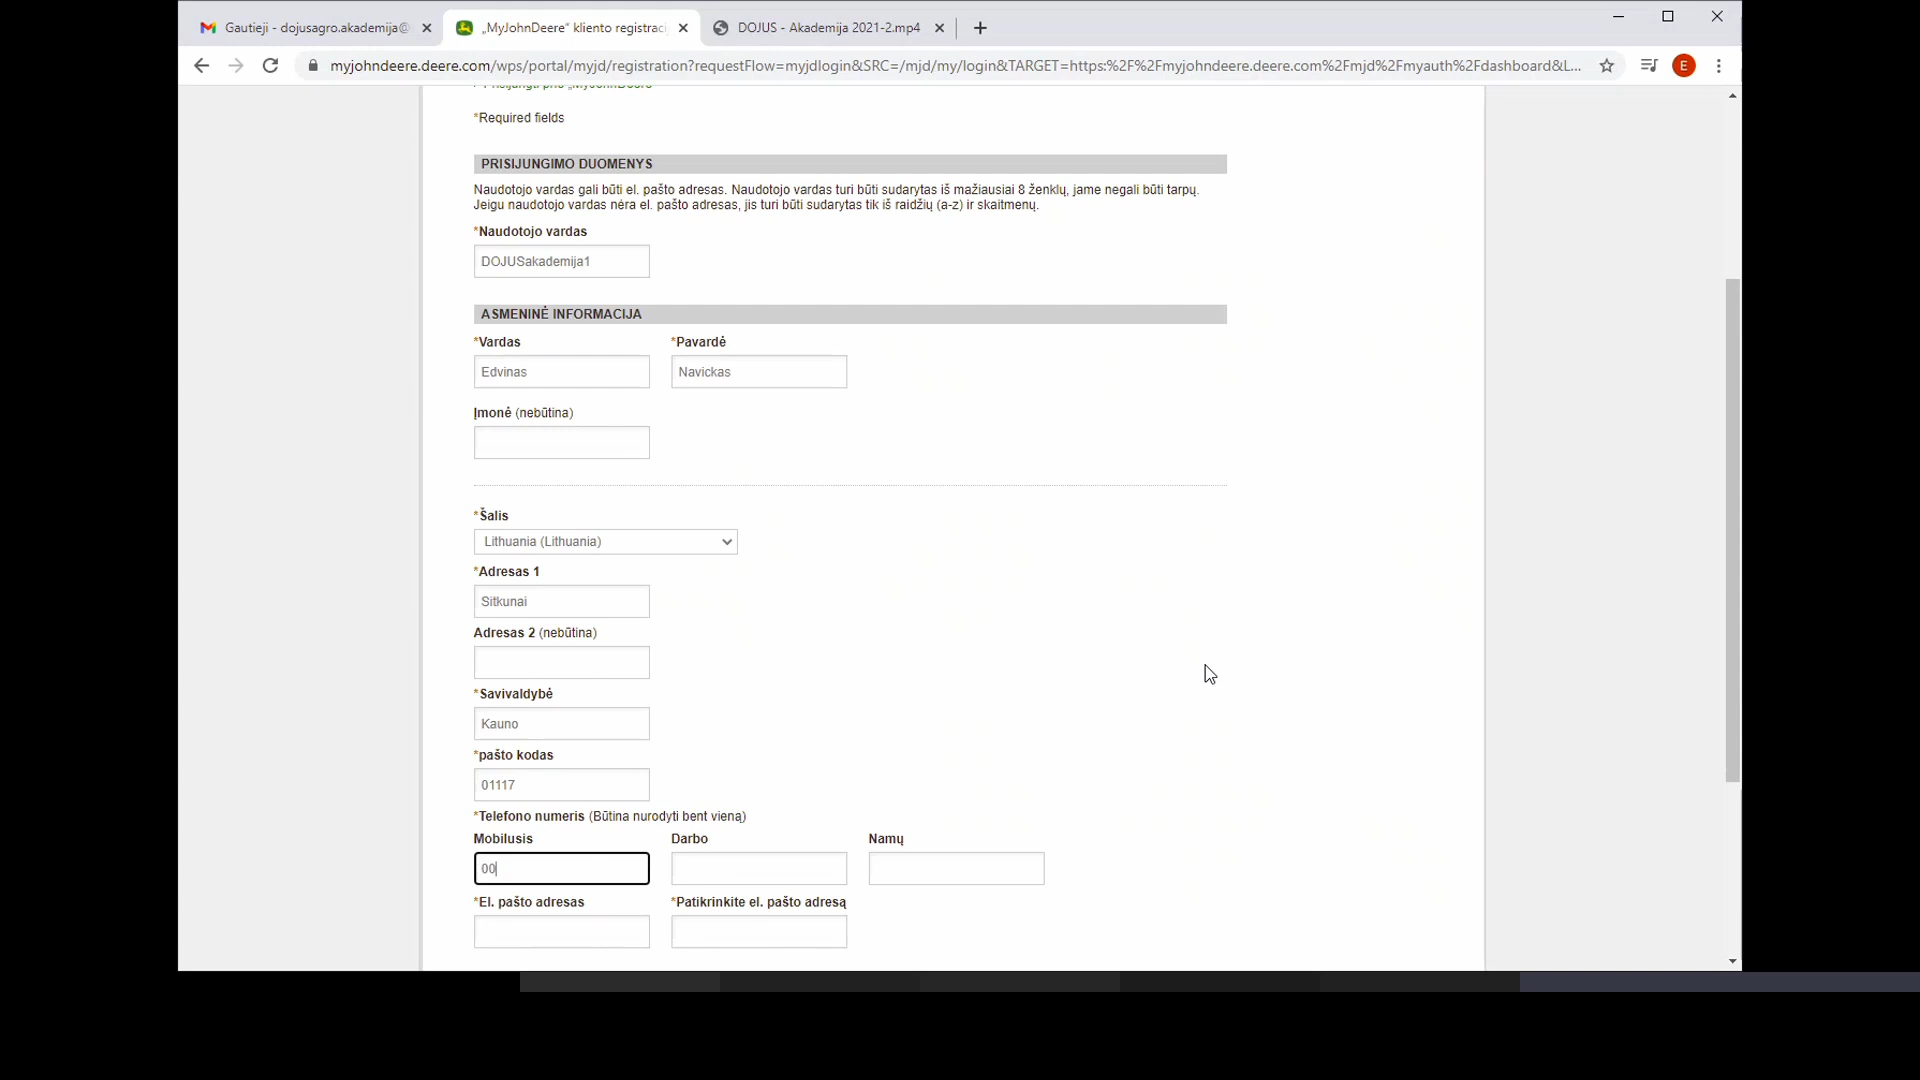 Gautieji - dojusagro.akademija@
„MyJohnDeere“ kliento registraci
DOJUS - Akademija 2021-2.mp4
myjohndeere.deere.com/wps/portal/myjd/registration?requestFlow=myjdlogin&SRC=/mjd/my/login&TARGET=https:%2F%2Fmyjohndeere.deere.com%2Fmjd%2Fmyauth%2Fdashboard&L...
E
Prisijungti prie „MyJohnDeere“
*Required fields
PRISIJUNGIMO DUOMENYS
Naudotojo vardas gali būti el. pašto adresas. Naudotojo vardas turi būti sudarytas iš mažiausiai 8 ženklų, jame negali būti tarpų.
Jeigu naudotojo vardas nėra el. pašto adresas, jis turi būti sudarytas tik iš raidžių (a-z) ir skaitmenų.
*Naudotojo vardas
DOJUSakademija1
ASMENINĖ INFORMACIJA
*Vardas
*Pavardė
Edvinas
Navickas
Įmonė (nebūtina)
*Šalis
Lithuania (Lithuania)
*Adresas 1
Sitkunai
Adresas 2 (nebūtina)
*Savivaldybė
Kauno
*pašto kodas
01117
*Telefono numeris (Būtina nurodyti bent vieną)
Mobilusis
Darbo
Namų
00
*El. pašto adresas
*Patikrinkite el. pašto adresą